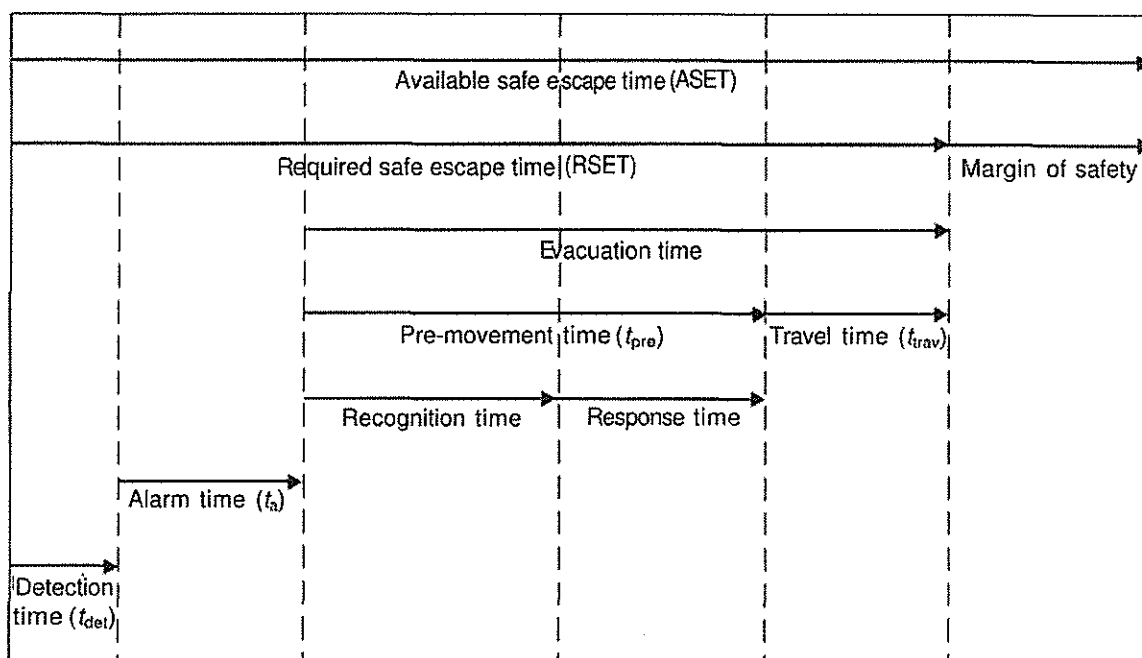 Available safe escape time (ASET)
Required safe escape time (RSET)
Margin of safety
Evacuation time
Pre-movement time (tpre)
Travel time (ttrav)
Recognition time
Response time
Alarm time (ta)
Detection
time (tdet)